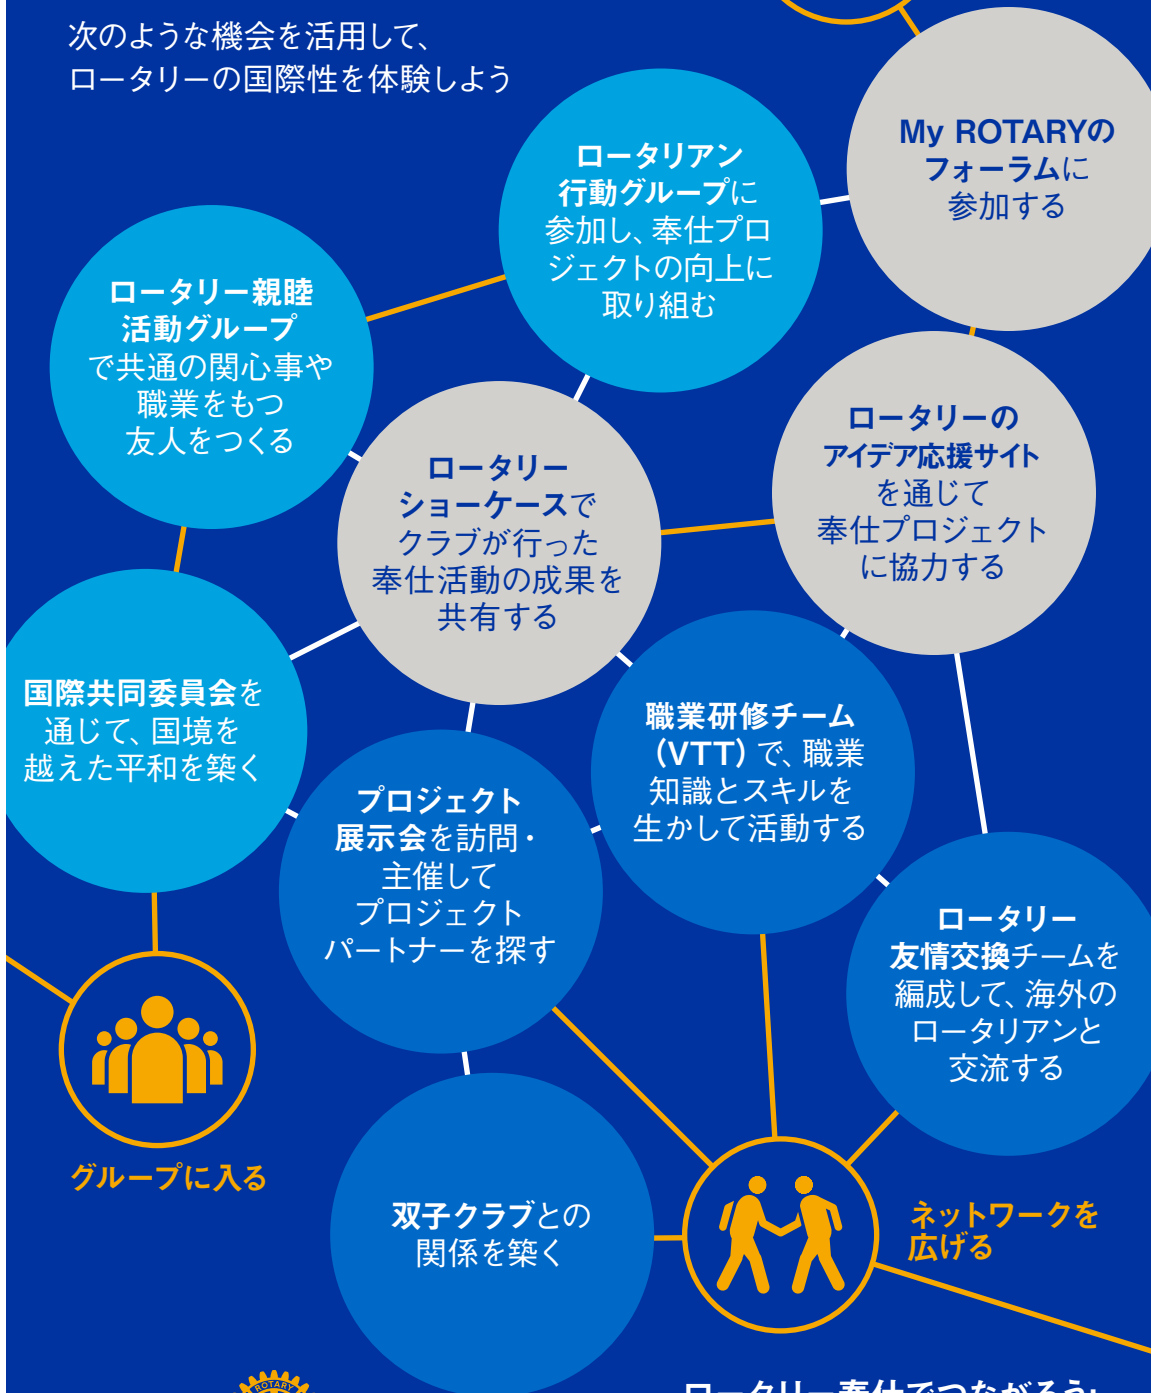 次のような機会を活用して、
ロータリーの国際性を体験しよう
My ROTARYの
フォーラムに
参加する
ロータリアン
行動グループに
参加し、奉仕プロ
ジェクトの向上に
取り組む
ロータリー親睦
活動グループ
で共通の関心事や
職業をもつ
友人をつくる
ロータリーの
アイデア応援サイト
を通じて
奉仕プロジェクト
に協力する
ロータリー
ショーケースで
クラブが行った
奉仕活動の成果を
共有する
国際共同委員会を
通じて、国境を
越えた平和を築く
職業研修チーム
（VTT）で、職業
知識とスキルを
生かして活動する
プロジェクト
展示会を訪問・
主催して
プロジェクト
パートナーを探す
ロータリー
友情交換チームを
編成して、海外の
ロータリアンと
交流する
グループに入る
双子クラブとの
関係を築く
ネットワークを
広げる
ROTARY
ロータリー奉仕でつながろう：